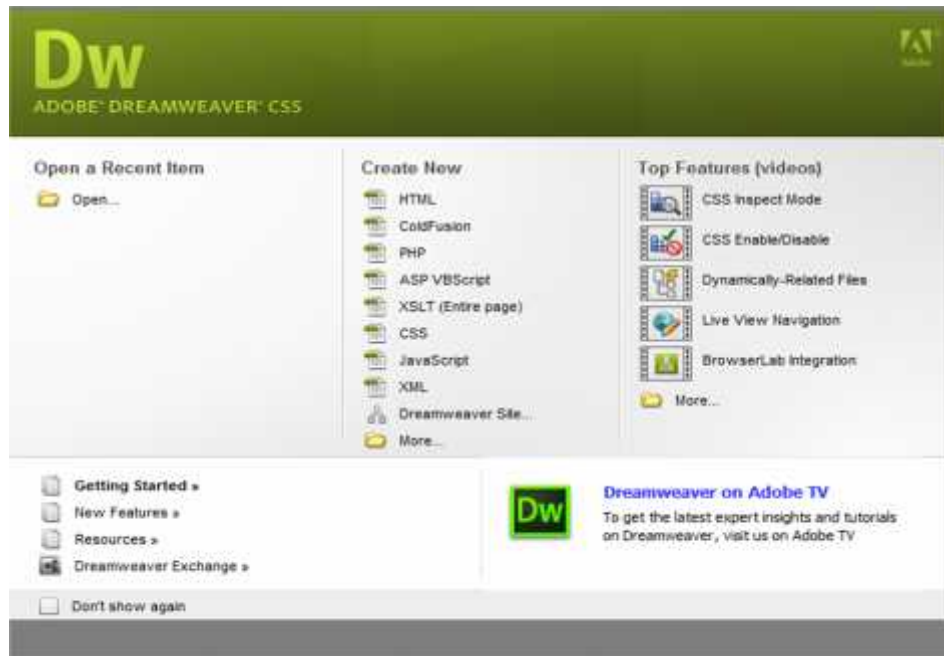 Dw
ADOBE® DREAMWEAVER® CS5
Adobe
Open a Recent Item
Open...
Create New
HTML
ColdFusion
PHP
ASP VBScript
XSLT (Entire page)
CSS
JavaScript
XML
Dreamweaver Site...
More...
Top Features (videos)
CSS Inspect Mode
CSS Enable/Disable
Dynamically-Related Files
Live View Navigation
BrowserLab Integration
More...
Getting Started »
New Features »
Resources »
Dreamweaver Exchange »
Dw
Dreamweaver on Adobe TV
To get the latest expert insights and tutorials
on Dreamweaver, visit us on Adobe TV
Don't show again